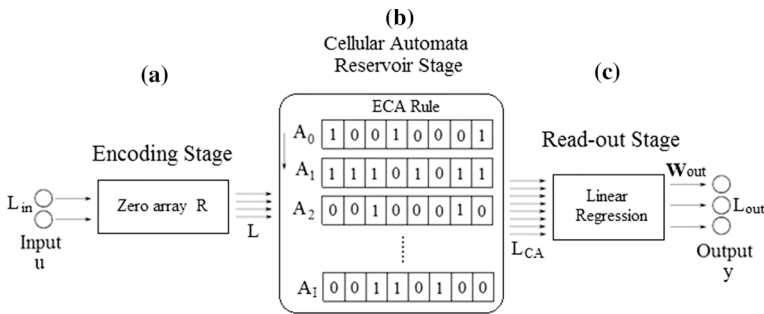 (b)
Cellular Automata
Reservoir Stage
(a)
(c)
ECA Rule
A0 1 0 0 1 0 0 0 1
Encoding Stage
Read-out Stage
A1 1 1 1 0 1 0 1 1
Wout
Lin
Zero array R
A2 0 0 1 0 0 0 1 0
Linear
Regression
Lout
L
Input
u
LCA
Output
y
AI 0 0 1 1 0 1 0 0